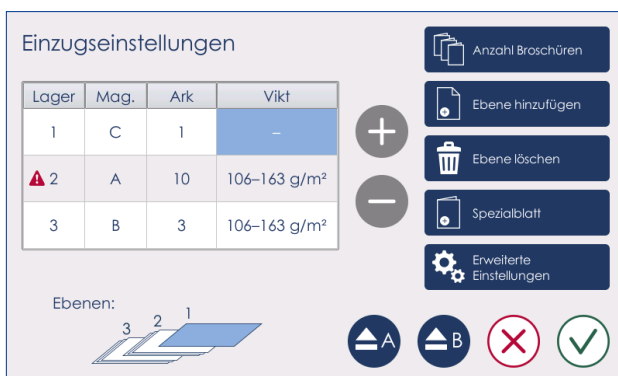 Einzugseinstellungen
Lager Mag. Ark Vikt
1 C 1 –
2 A 10 106–163 g/m²
3 B 3 106–163 g/m²
Ebenen:
3 2 1
Anzahl Broschüren
Ebene hinzufügen
Ebene löschen
Spezialblatt
Erweiterte
Einstellungen
A
B